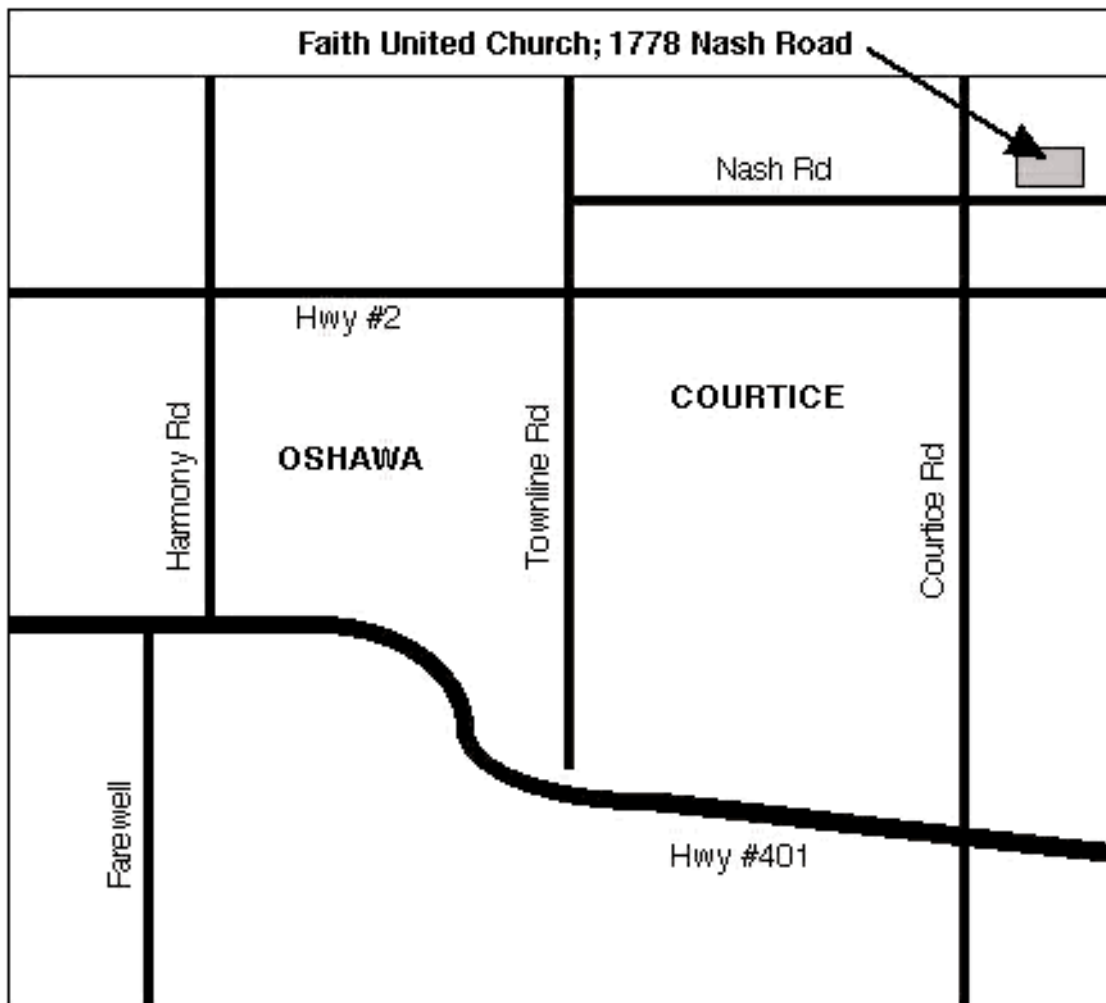 Faith United Church; 1778 Nash Road
Nash Rd
Hwy #2
COURTICE
OSHAWA
Harmony Rd
Townline Rd
Courtice Rd
Farewell
Hwy #401